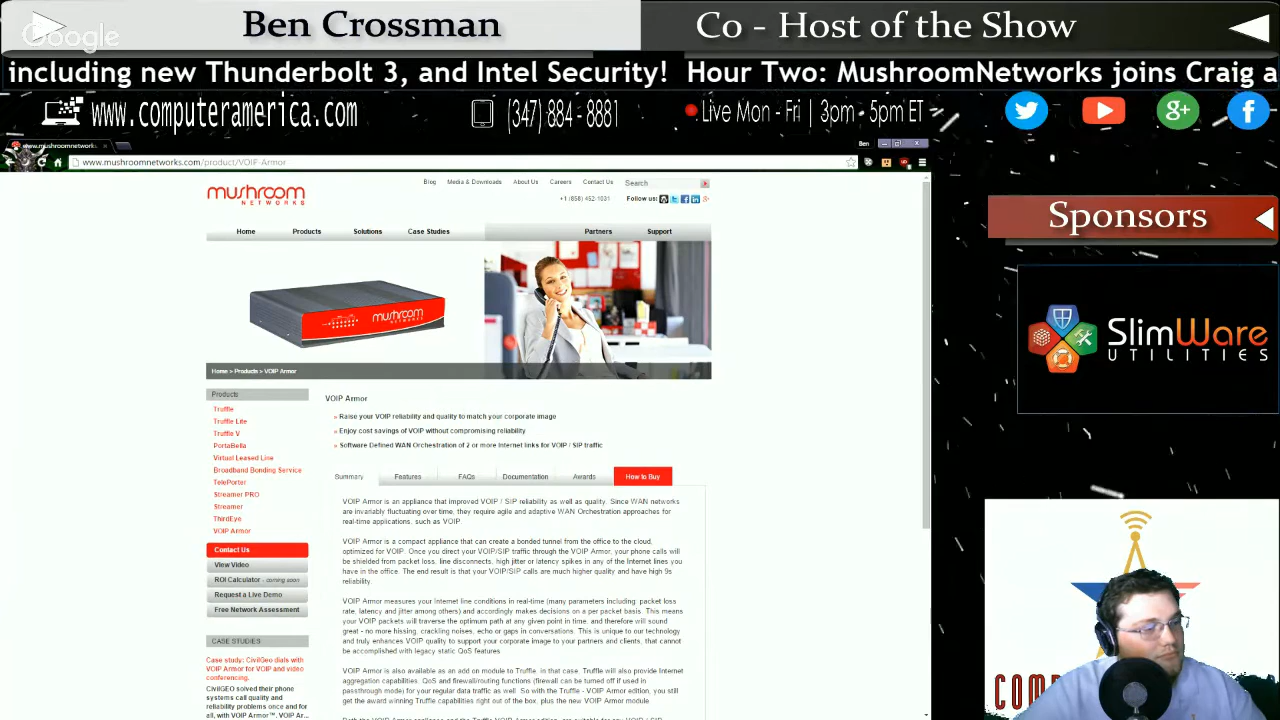 Google
Ben Crossman
Co - Host of the Show
including new Thunderbolt 3, and Intel Security! Hour Two: MushroomNetworks joins Craig a
www.computeramerica.com
(347) 884 - 8881
Live Mon - Fri | 3pm - 5pm ET
www.mushroomnetworks
Ben
www.mushroomnetworks.com/product/VOIP-Armor
mushroom
NETWORKS
Blog Media & Downloads About Us Careers Contact Us
Search
+1 (858) 452-1031
Follow us:
Home Products Solutions Case Studies Partners Support
mushroom
Home > Products > VOIP Armor
Products
Truffle
Truffle Lite
Truffle V
PortaBella
Virtual Leased Line
Broadband Bonding Service
TelePorter
Streamer PRO
Streamer
ThirdEye
VOIP Armor
Contact Us
View Video
ROI Calculator - coming soon
Request a Live Demo
Free Network Assessment
CASE STUDIES
Case study: CivilGeo dials with
VOIP Armor for VOIP and video
conferencing.
CivilGEO solved their phone
systems call quality and
reliability problems once and for
all, with VOIP Armor™. VOIP Ar...
VOIP Armor
» Raise your VOIP reliability and quality to match your corporate image
» Enjoy cost savings of VOIP without compromising reliability
» Software Defined WAN Orchestration of 2 or more Internet links for VOIP / SIP traffic
Summary Features FAQs Documentation Awards How to Buy
VOIP Armor is an appliance that improved VOIP / SIP reliability as well as quality. Since WAN networks
are invariably fluctuating over time, they require agile and adaptive WAN Orchestration approaches for
real-time applications, such as VOIP.
VOIP Armor is a compact appliance that can create a bonded tunnel from the office to the cloud,
optimized for VOIP. Once you direct your VOIP/SIP traffic through the VOIP Armor, your phone calls will
be shielded from packet loss, line disconnects, high jitter or latency spikes in any of the Internet lines you
have in the office. The end result is that your VOIP/SIP calls are much higher quality and have high 9s
reliability.
VOIP Armor measures your Internet line conditions in real-time (many parameters including packet loss
rate, latency and jitter among others) and accordingly makes decisions on a per packet basis. This means
your VOIP packets will traverse the optimum path at any given point in time, and therefore will sound
great - no more hissing, crackling noises, echo or gaps in conversations. This is unique to our technology
and truly enhances VOIP quality to support your corporate image to your partners and clients, that cannot
be accomplished with legacy static QoS features
VOIP Armor is also available as an add on module to Truffle, in that case, Truffle will also provide Internet
aggregation capabilities, QoS and firewall/routing functions (firewall can be turned off if used in
passthrough mode) for your regular data traffic as well. So with the Truffle - VOIP Armor edition, you still
get the award winning Truffle capabilities right out of the box, plus the new VOIP Armor module
Sponsors
SlimWare
UTILITIES
COMP